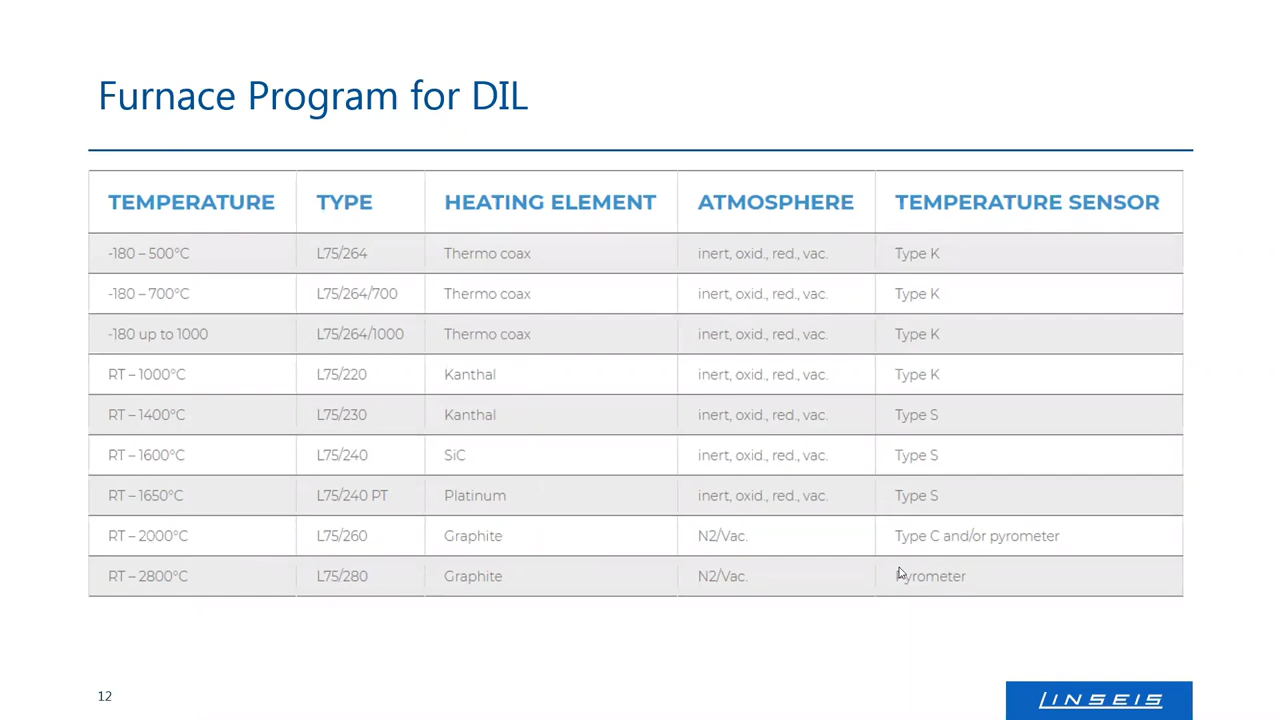 Furnace Program for DIL
TEMPERATURE TYPE HEATING ELEMENT ATMOSPHERE TEMPERATURE SENSOR
-180 – 500°C L75/264 Thermo coax inert, oxid., red., vac. Type K
-180 – 700°C L75/264/700 Thermo coax inert, oxid., red., vac. Type K
-180 up to 1000 L75/264/1000 Thermo coax inert, oxid., red., vac. Type K
RT – 1000°C L75/220 Kanthal inert, oxid., red., vac. Type K
RT – 1400°C L75/230 Kanthal inert, oxid., red., vac. Type S
RT – 1600°C L75/240 SiC inert, oxid., red., vac. Type S
RT – 1650°C L75/240 PT Platinum inert, oxid., red., vac. Type S
RT – 2000°C L75/260 Graphite N2/Vac. Type C and/or pyrometer
RT – 2800°C L75/280 Graphite N2/Vac. Pyrometer
12
LINSEIS